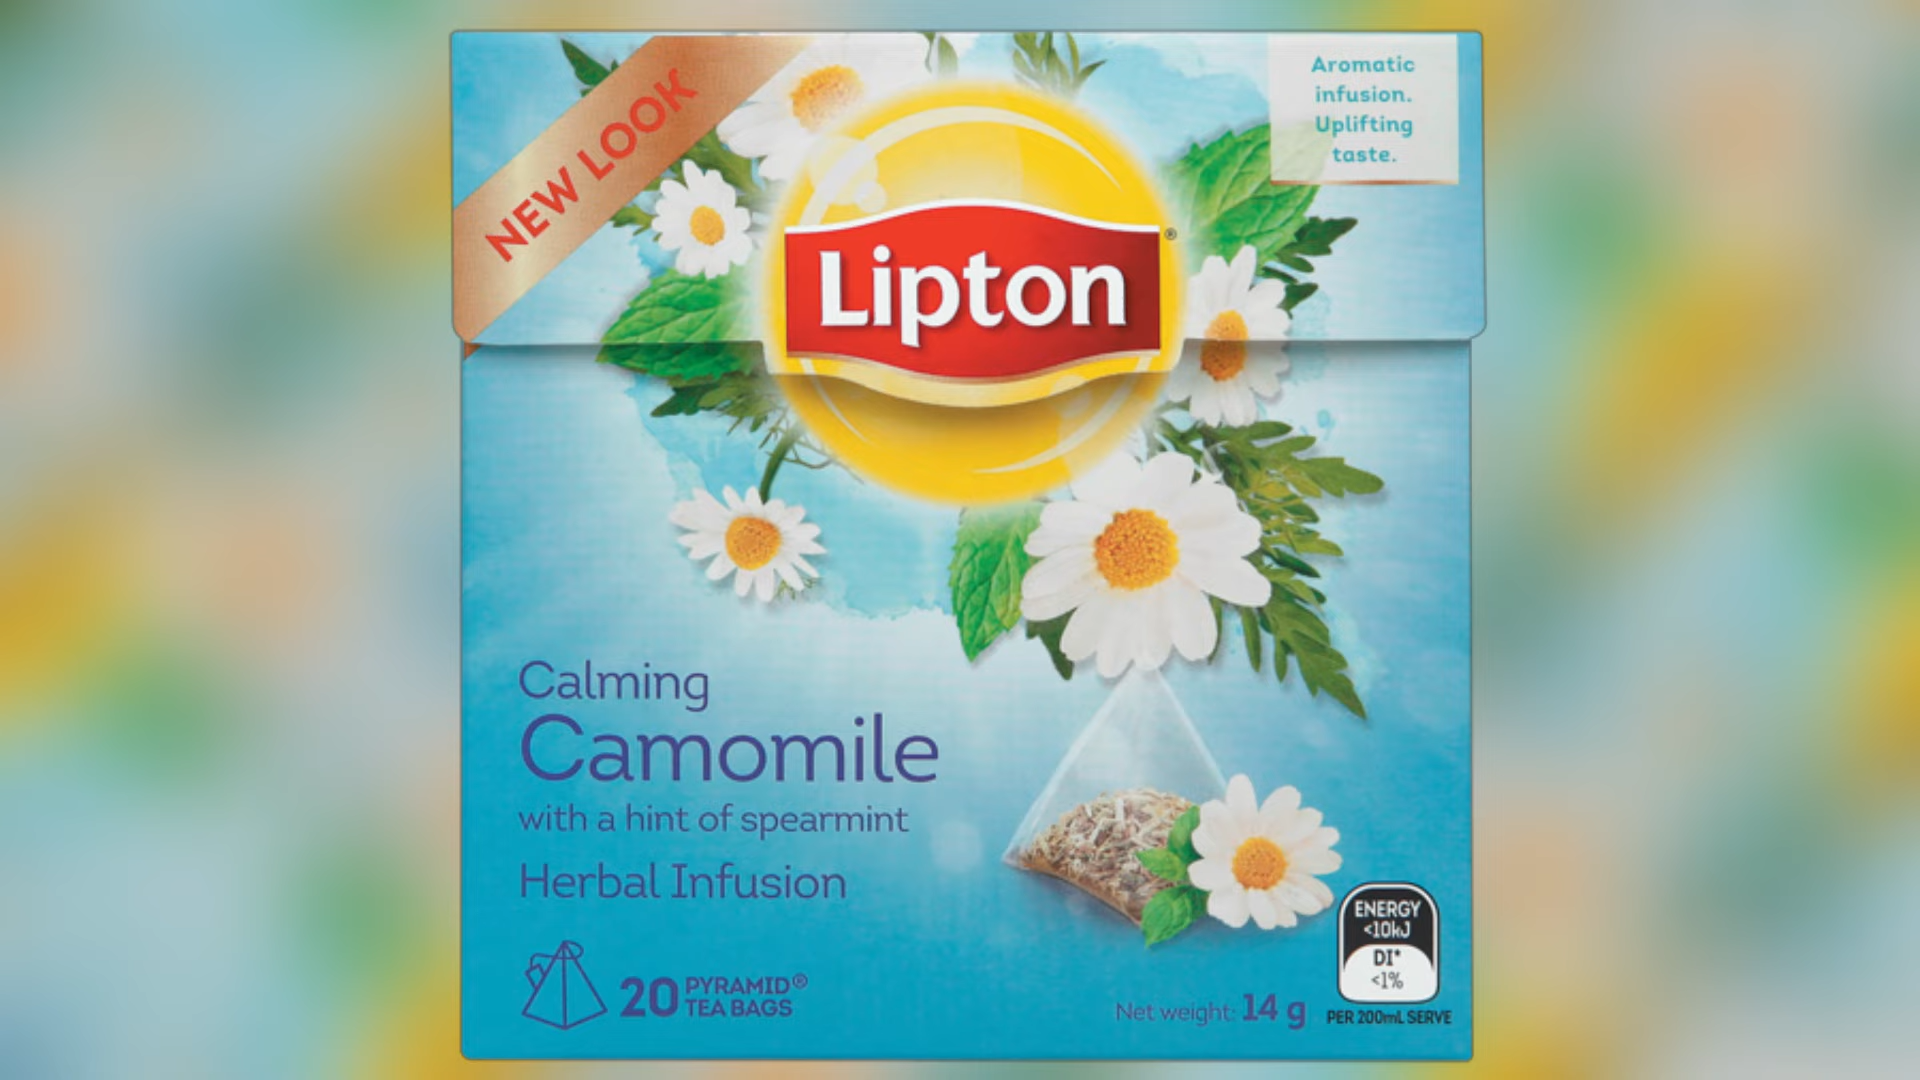 NEW LOOK
Aromatic
infusion.
Uplifting
taste.
Lipton®
Calming
Camomile
with a hint of spearmint
Herbal Infusion
20 PYRAMID®
TEA BAGS
Net weight: 14 g
ENERGY
<10kJ
DI*
<1%
PER 200mL SERVE